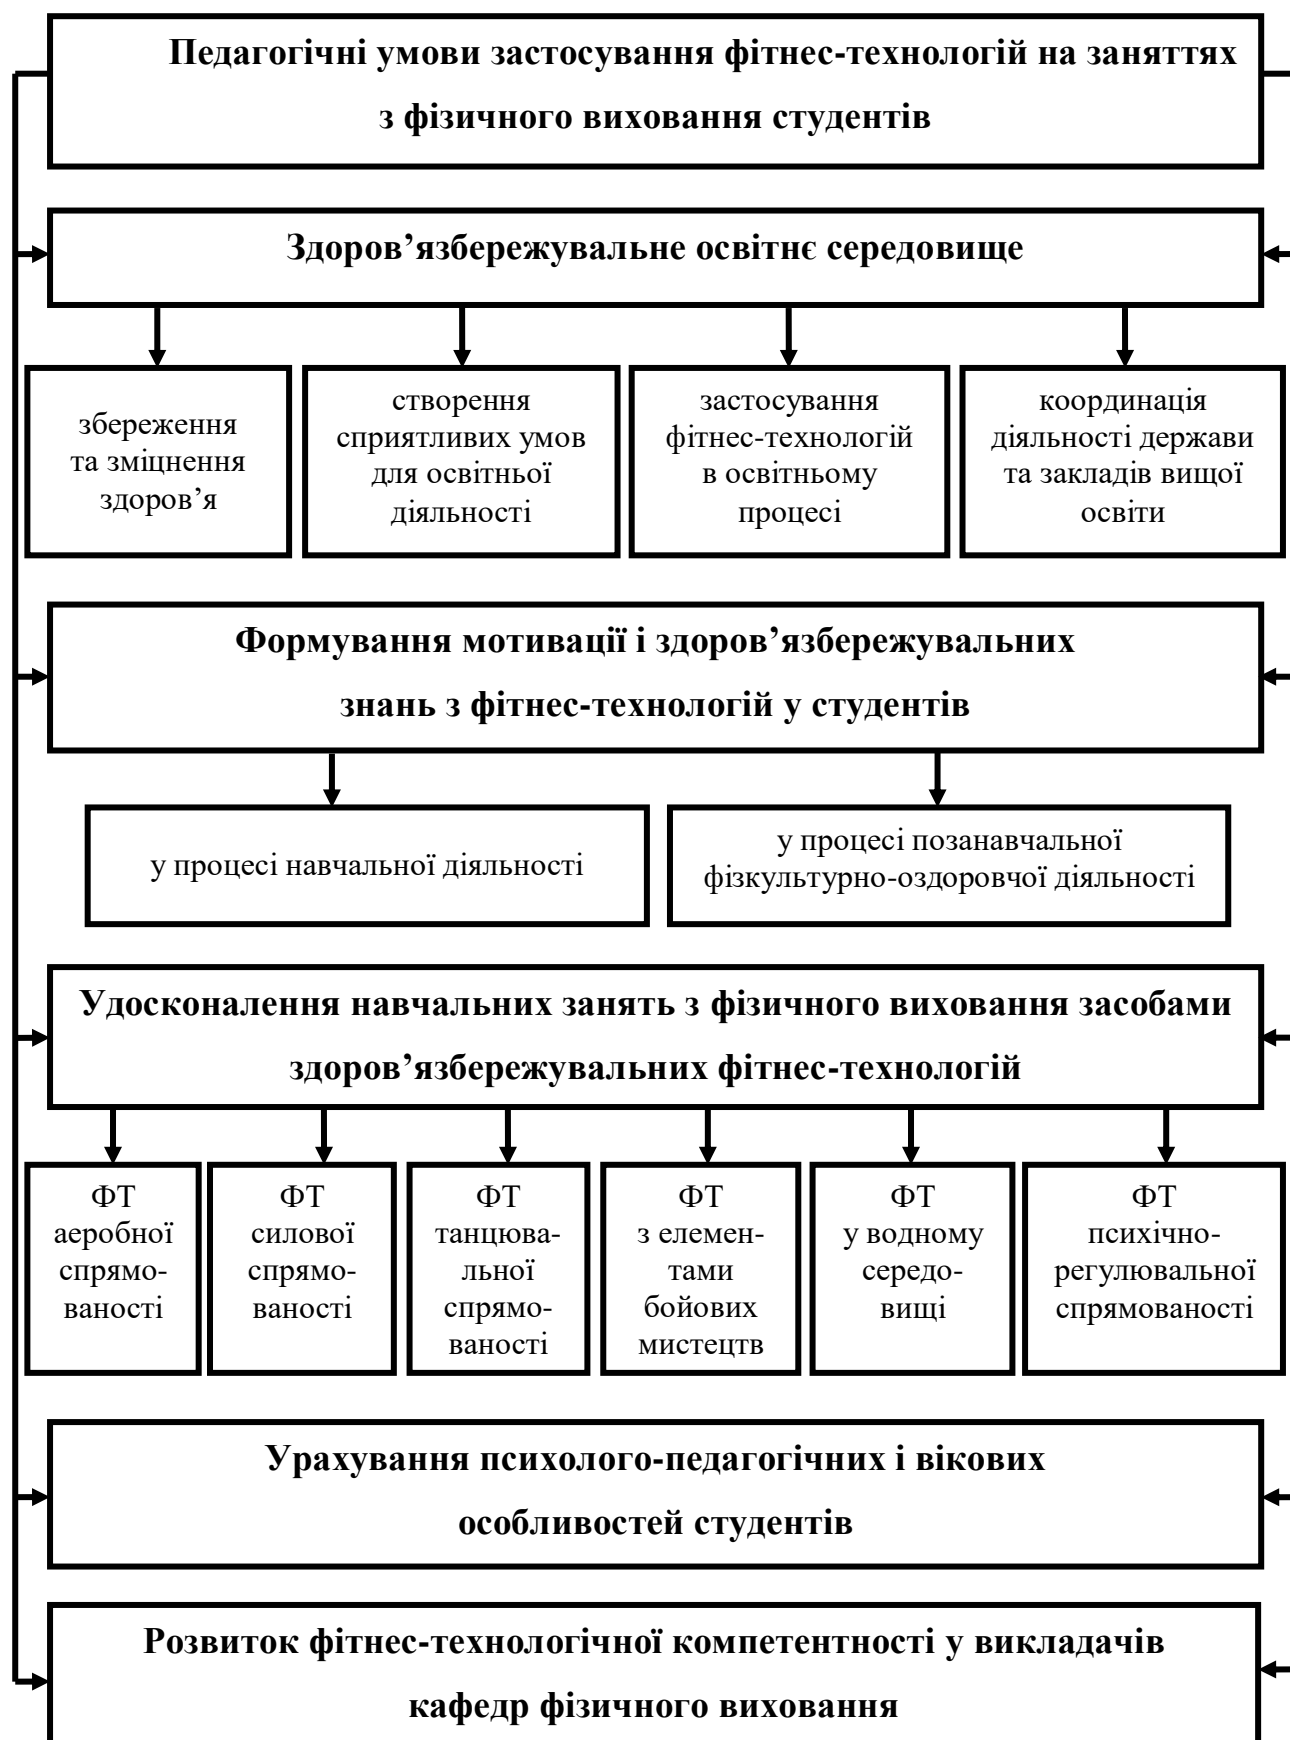 Педагогічні умови застосування фітнес-технологій на заняттях
з фізичного виховання студентів
Здоров’язбережувальне освітнє середовище
збереження
та зміцнення
здоров’я
створення
сприятливих умов
для освітньої
діяльності
застосування
фітнес-технологій
в освітньому
процесі
координація
діяльності держави
та закладів вищої
освіти
Формування мотивації і здоров’язбережувальних
знань з фітнес-технологій у студентів
у процесі навчальної діяльності
у процесі позанавчальної
фізкультурно-оздоровчої діяльності
Удосконалення навчальних занять з фізичного виховання засобами
здоров’язбережувальних фітнес-технологій
ФТ
аеробної
спрямо-
ваності
ФТ
силової
спрямо-
ваності
ФТ
танцюва-
льної
спрямо-
ваності
ФТ
з елемен-
тами
бойових
мистецтв
ФТ
у водному
середо-
вищі
ФТ
психічно-
регулювальної
спрямованості
Урахування психолого-педагогічних і вікових
особливостей студентів
Розвиток фітнес-технологічної компетентності у викладачів
кафедр фізичного виховання